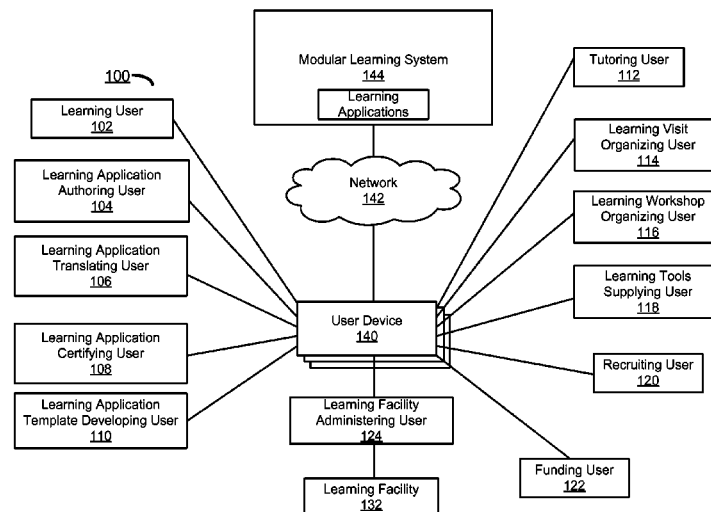 100
Modular Learning System
144
Learning
Applications
Network
142
Learning User
102
Learning Application
Authoring User
104
Learning Application
Translating User
106
Learning Application
Certifying User
108
Learning Application
Template Developing User
110
User Device
140
Learning Facility
Administering User
124
Learning Facility
132
Tutoring User
112
Learning Visit
Organizing User
114
Learning Workshop
Organizing User
116
Learning Tools
Supplying User
118
Recruiting User
120
Funding User
122